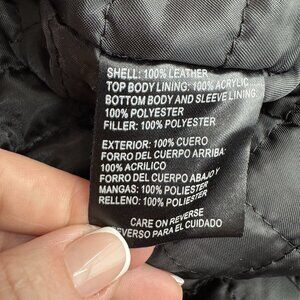 SHELL: 100% LEATHER
TOP BODY LINING: 100% ACRYLIC
BOTTOM BODY AND SLEEVE LINING:
100% POLYESTER
FILLER: 100% POLYESTER
EXTERIOR: 100% CUERO
FORRO DEL CUERPO ARRIBA:
100% ACRILICO
FORRO DEL CUERPO ABAJO Y
MANGAS: 100% POLIESTER
RELLENO: 100% POLIESTER
CARE ON REVERSE
REVERSO PARA EL CUIDADO